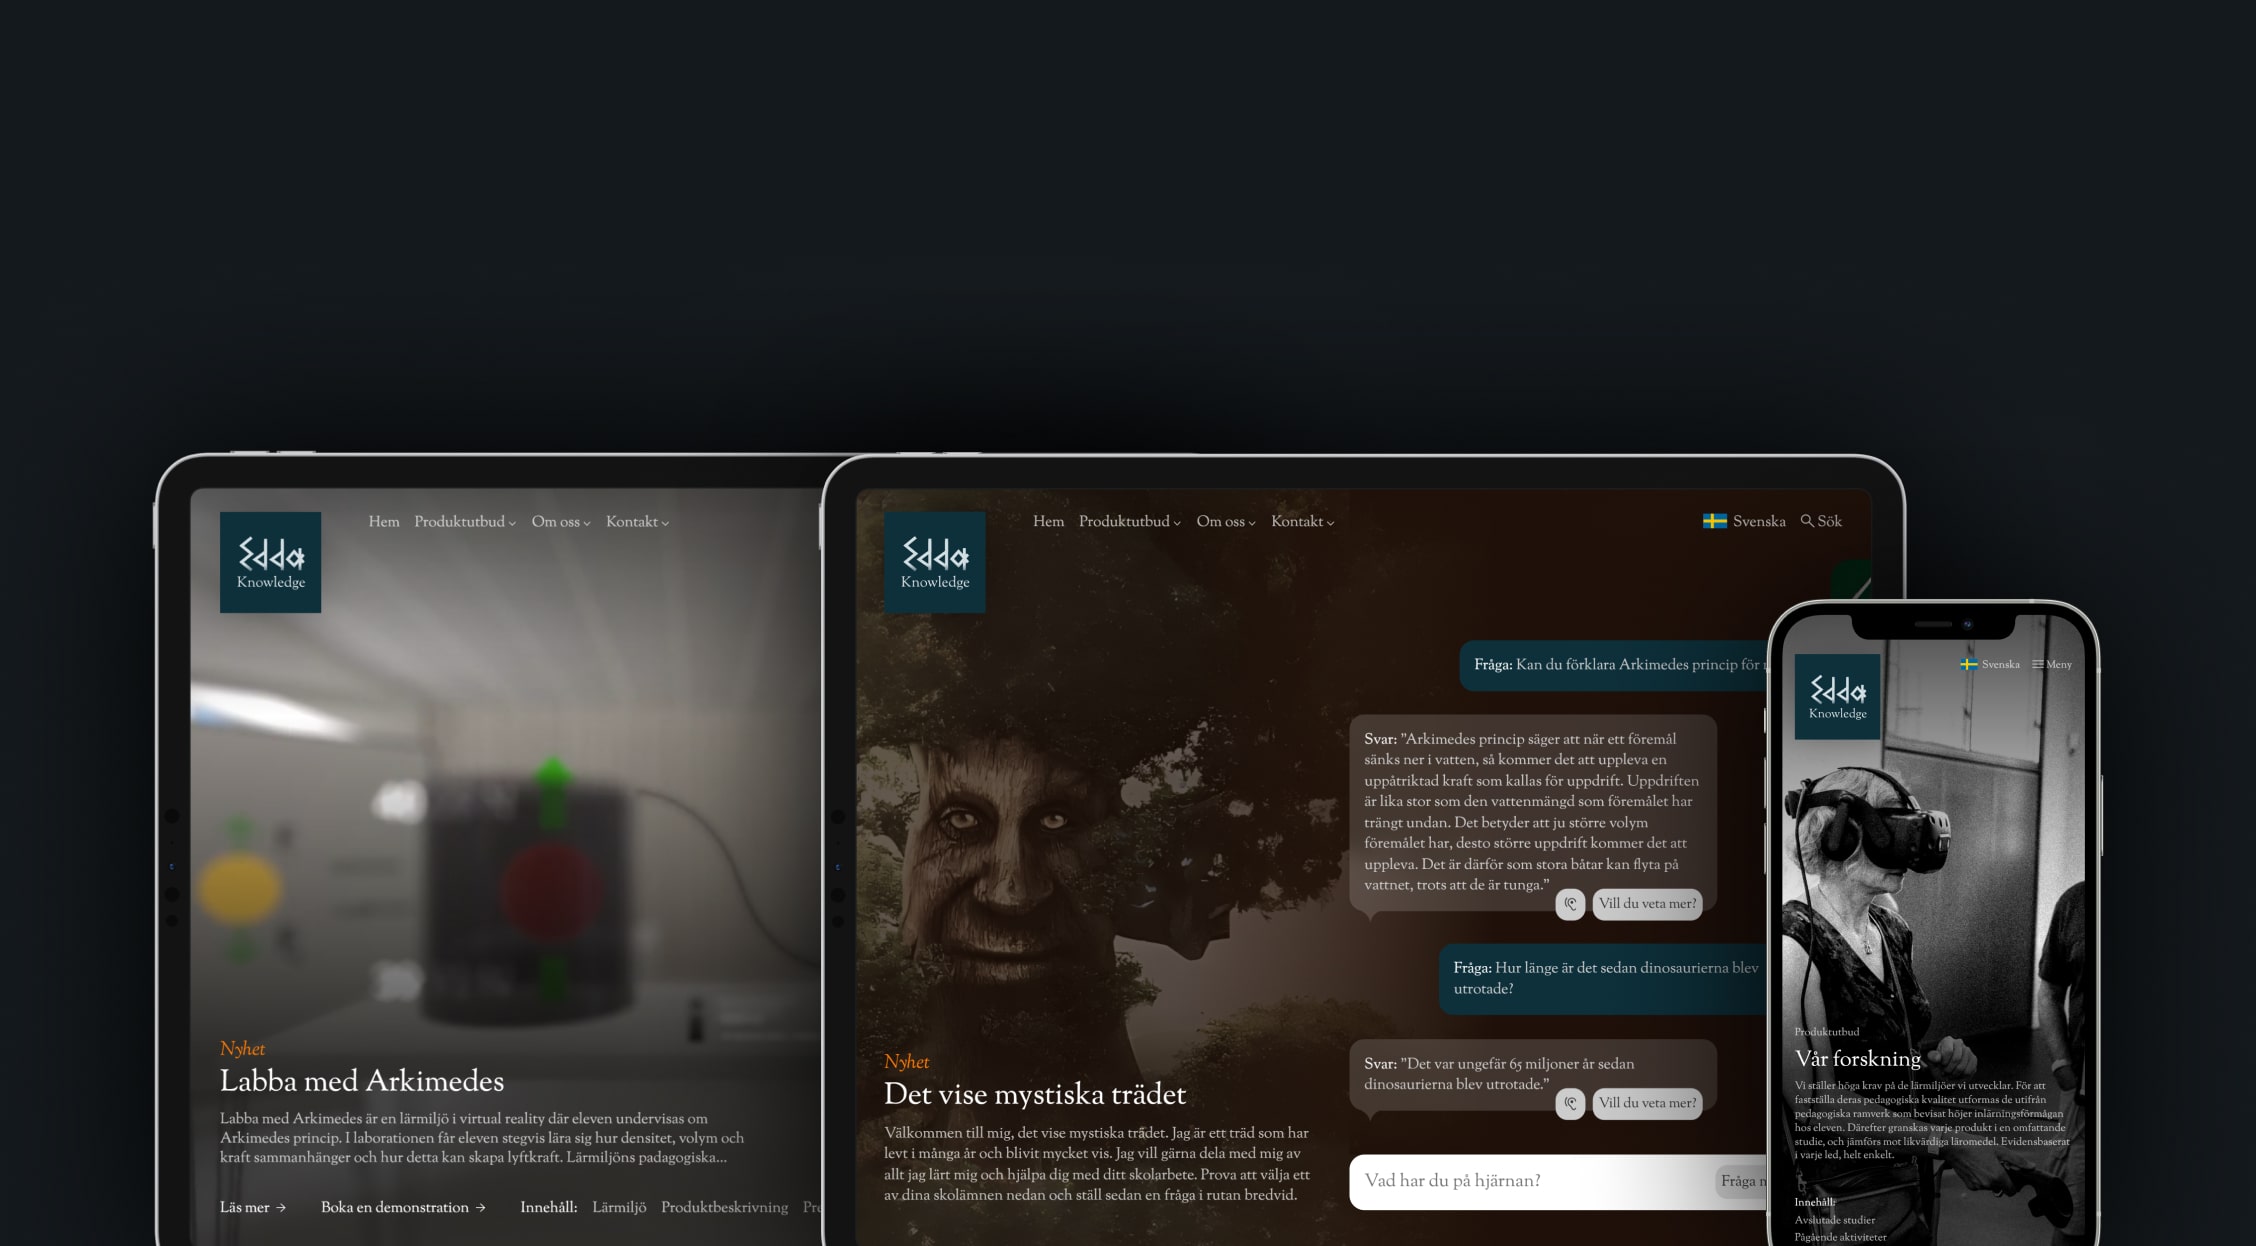 Edda
Knowledge
Hem Produktutbud Om oss Kontakt
Nyhet
Labba med Arkimedes
Labba med Arkimedes är en lärmiljö i virtual reality där eleven undervisas om
Arkimedes princip. I laborationen får eleven stegvis lära sig hur densitet, volym och
kraft sammanhänger och hur detta kan skapa lyftkraft. Lärmiljöns padagogiska...
Läs mer → Boka en demonstration → Innehåll: Lärmiljö Produktbeskrivning
Edda
Knowledge
Hem Produktutbud Om oss Kontakt
Svenska Sök
Nyhet
Det vise mystiska trädet
Välkommen till mig, det vise mystiska trädet. Jag är ett träd som har
levt i många år och blivit mycket vis. Jag vill gärna dela med mig av
allt jag lärt mig och hjälpa dig med ditt skolarbete. Prova att välja ett
av dina skolämnen nedan och ställ sedan en fråga i rutan bredvid.
Fråga: Kan du förklara Arkimedes princip för
Svar: ”Arkimedes princip säger att när ett föremål
sänks ner i vatten, så kommer det att uppleva en
uppåtriktad kraft som kallas för uppdrift. Uppdriften
är lika stor som den vattenmängd som föremålet har
trängt undan. Det betyder att ju större volym
föremålet har, desto större uppdrift kommer det att
uppleva. Det är därför som stora båtar kan flyta på
vattnet, trots att de är tunga.”
Vill du veta mer?
Fråga: Hur länge är det sedan dinosaurierna blev
utrotade?
Svar: ”Det var ungefär 65 miljoner år sedan
dinosaurierna blev utrotade.”
Vill du veta mer?
Vad har du på hjärnan?
Fråga
Edda
Knowledge
Svenska Meny
Produktutbud
Vår forskning
Vi ställer höga krav på de lärmiljöer vi utvecklar. För att
fastställa deras pedagogiska kvalitet utformas de utifrån
pedagogiska ramverk som bevisat höjer inlärningsförmågan
hos eleven. Därefter granskas varje produkt i en omfattande
studie, och jämförs mot likvärdiga läromedel. Evidensbaserat
i varje led, helt enkelt.
Innehåll:
Avslutade studier
Pågående aktiviteter